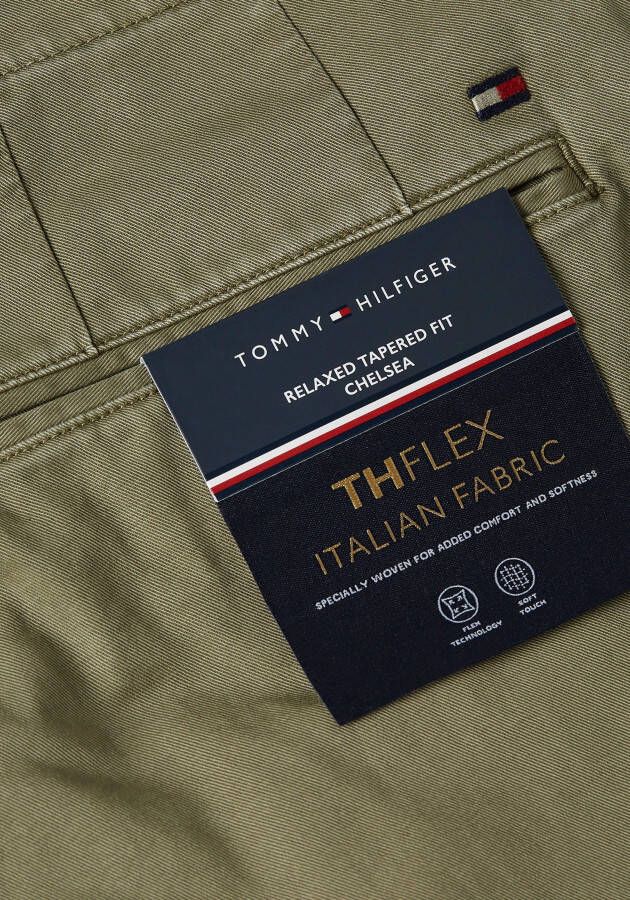 TOMMY HILFIGER
RELAXED TAPERED FIT
CHELSEA
THFLEX
ITALIAN FABRIC
SPECIALLY WOVEN FOR ADDED COMFORT AND SOFTNESS
FLEX
TECHNOLOGY
SOFT
TOUCH